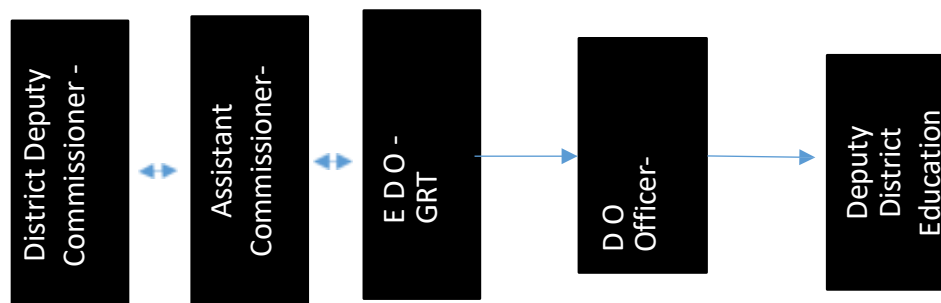 District Deputy
Commissioner -
Assistant
Commissioner-
E D O -
GRT
D O
Officer-
Deputy
District
Education